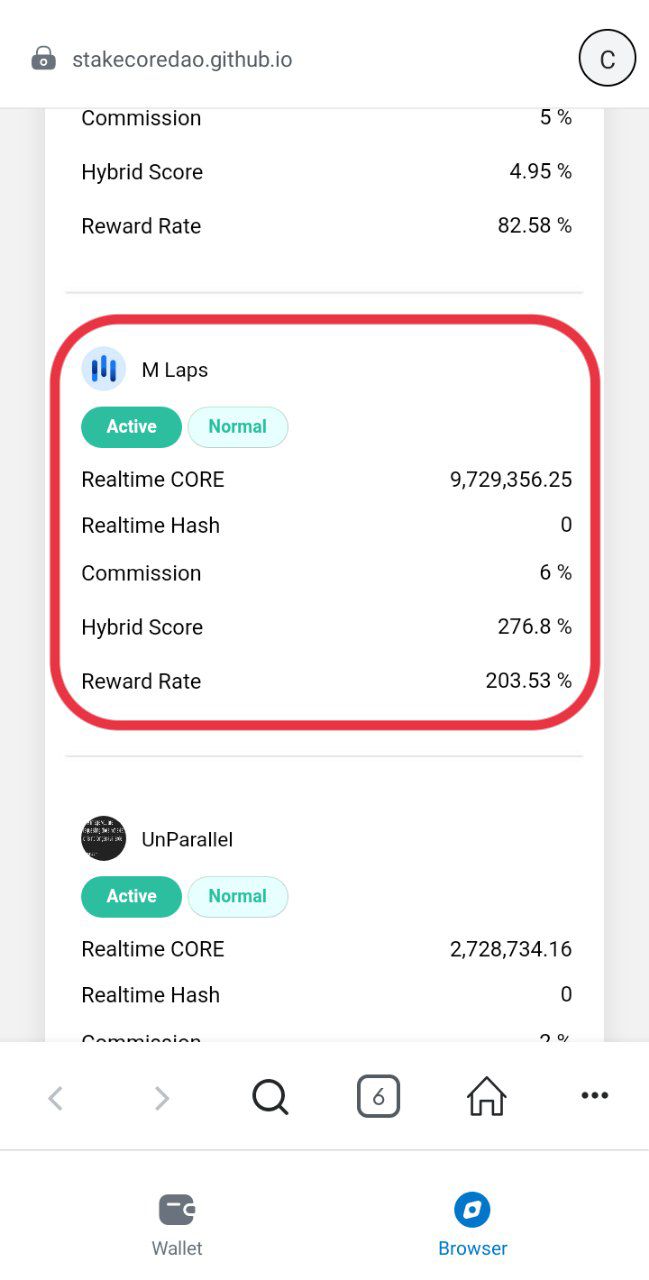 stakecoredao.github.io
C
Commission 5 %
Hybrid Score 4.95 %
Reward Rate 82.58 %
M Laps
Active Normal
Realtime CORE 9,729,356.25
Realtime Hash 0
Commission 6 %
Hybrid Score 276.8 %
Reward Rate 203.53 %
UnParallel
Active Normal
Realtime CORE 2,728,734.16
Realtime Hash 0
Commission 2 %
6
Wallet Browser